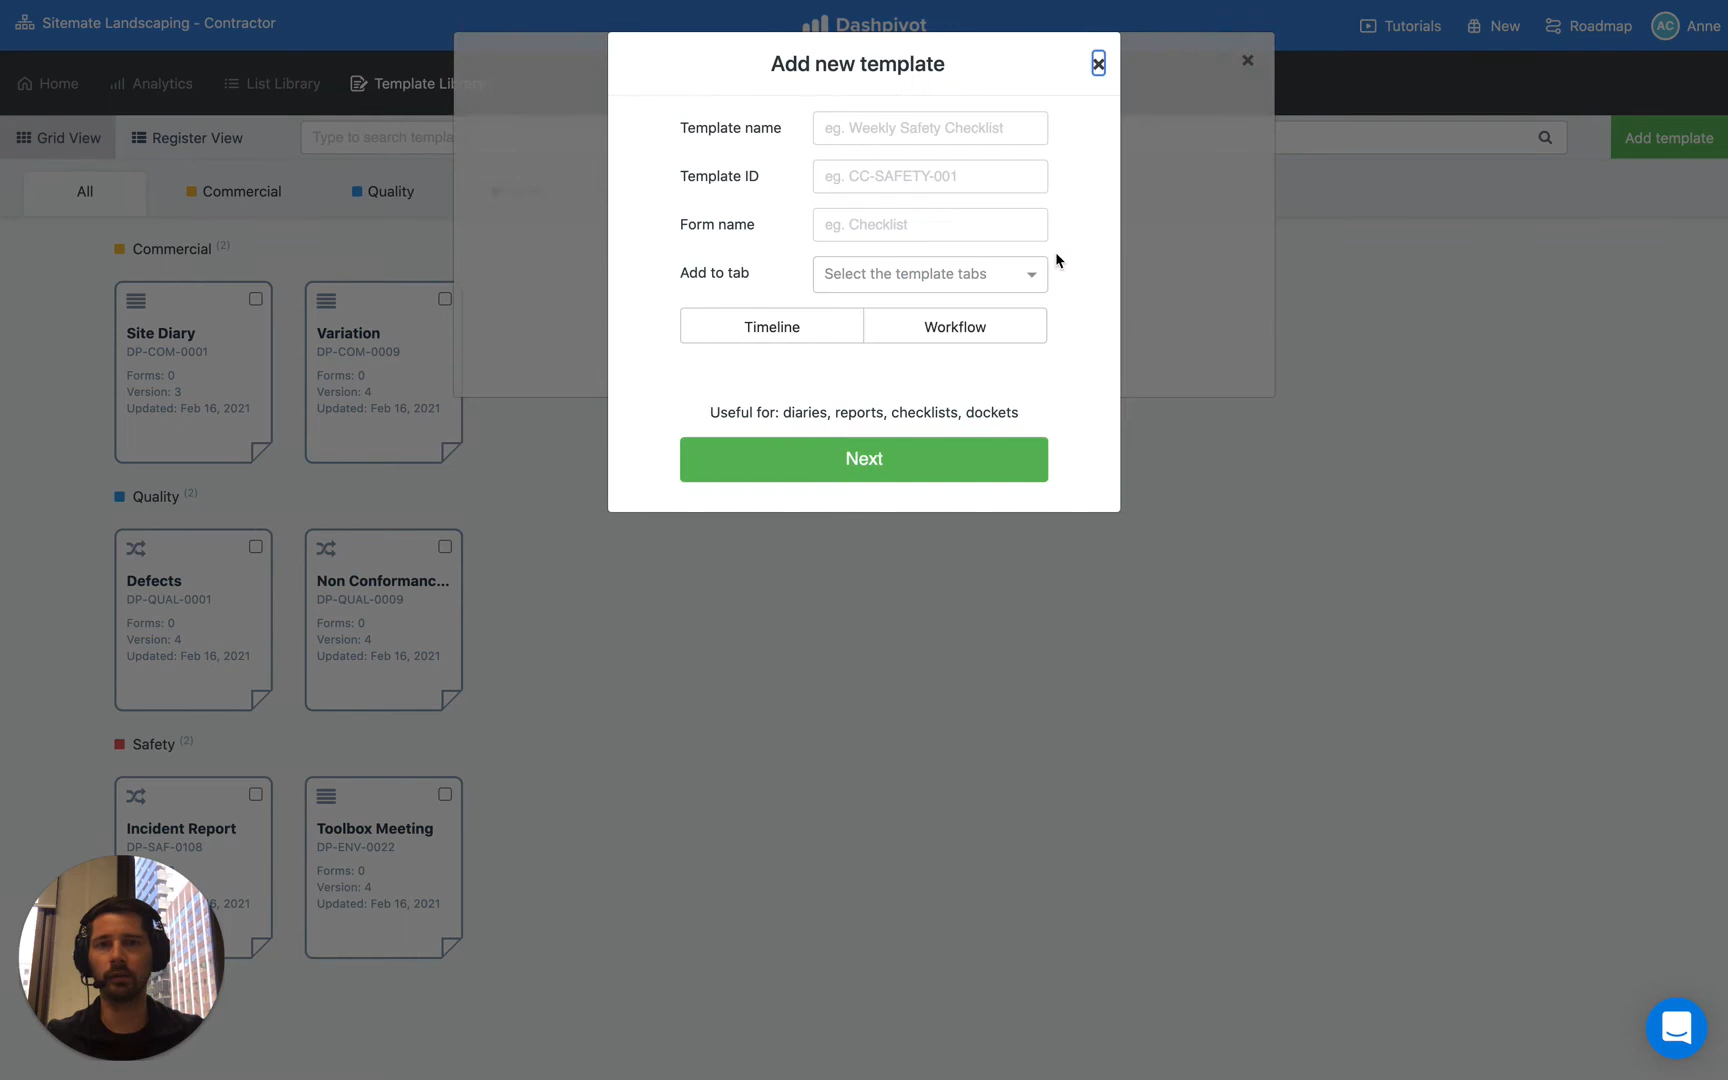 Sitemate Landscaping - Contractor
Dashpivot
Tutorials
New
Roadmap
AC
Anne
Home
Analytics
List Library
Template Library
Grid View
Register View
Type to search templa
Add template
All
Commercial
Quality
Add new template
Template name
eg. Weekly Safety Checklist
Template ID
eg. CC-SAFETY-001
Form name
eg. Checklist
Add to tab
Select the template tabs
Timeline
Workflow
Useful for: diaries, reports, checklists, dockets
Next
Commercial (2)
Site Diary
DP-COM-0001
Forms: 0
Version: 3
Updated: Feb 16, 2021
Variation
DP-COM-0009
Forms: 0
Version: 4
Updated: Feb 16, 2021
Quality (2)
Defects
DP-QUAL-0001
Forms: 0
Version: 4
Updated: Feb 16, 2021
Non Conformanc...
DP-QUAL-0009
Forms: 0
Version: 4
Updated: Feb 16, 2021
Safety (2)
Incident Report
DP-SAF-0108
6, 2021
Toolbox Meeting
DP-ENV-0022
Forms: 0
Version: 4
Updated: Feb 16, 2021